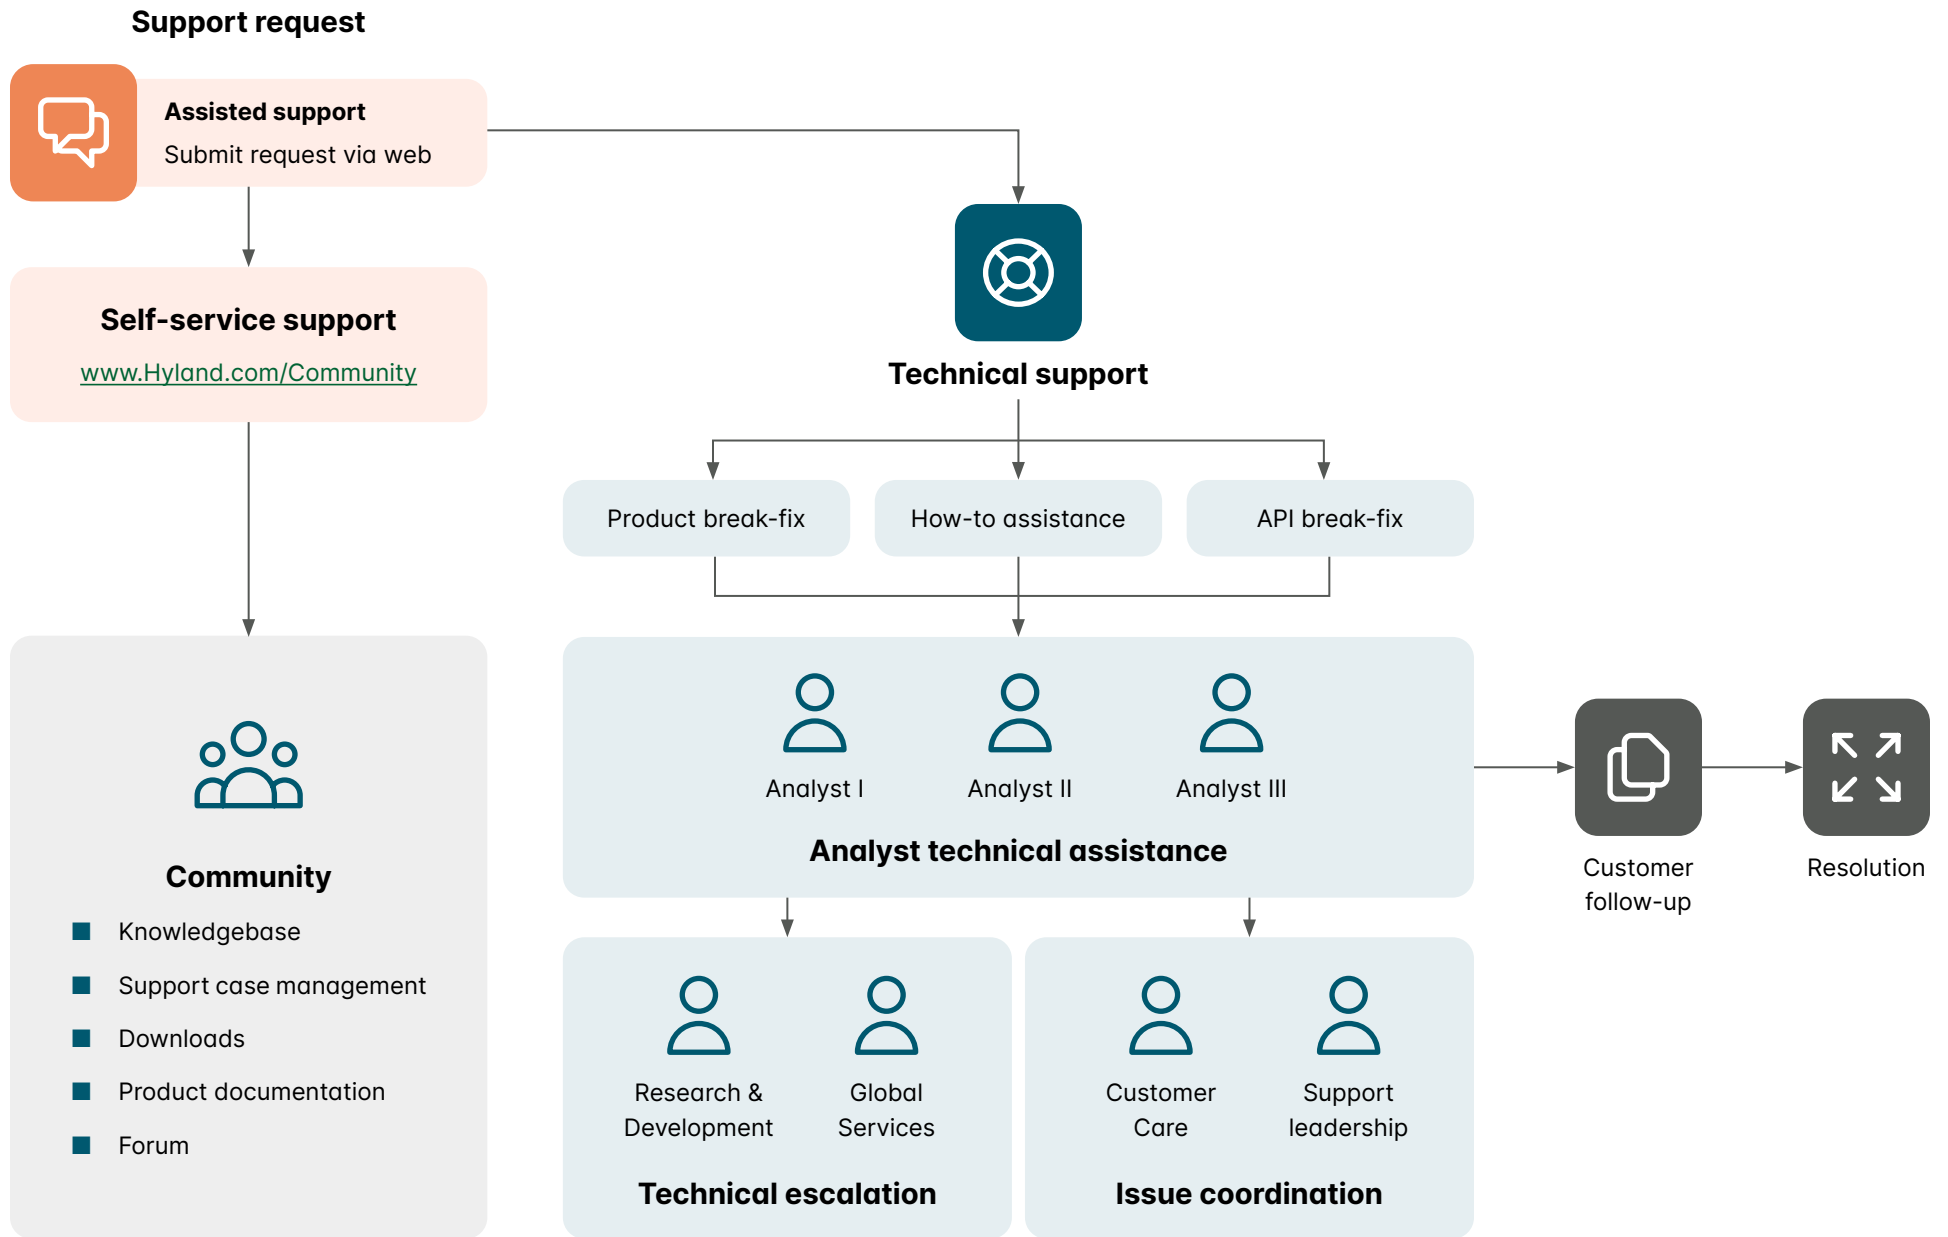 Support request
Assisted support
Submit request via web
Self-service support
www.Hyland.com/Community
Community
Knowledgebase
Support case management
Downloads
Product documentation
Forum
Technical support
Product break-fix
How-to assistance
API break-fix
Analyst I
Analyst II
Analyst III
Analyst technical assistance
Research &
Development
Global
Services
Technical escalation
Customer
Care
Support
leadership
Issue coordination
Customer
follow-up
Resolution